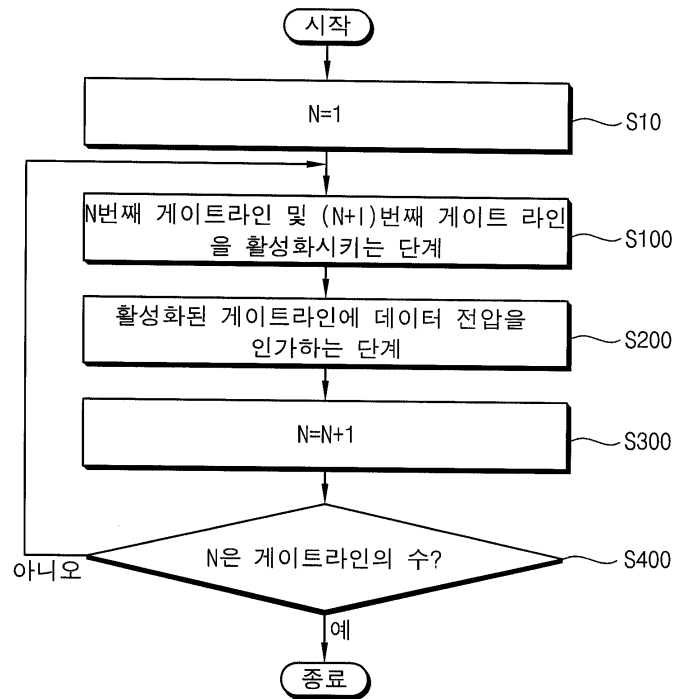 시작
N=1
S10
N번째 게이트라인 및 (N+1)번째 게이트 라인
을 활성화시키는 단계
S100
활성화된 게이트라인에 데이터 전압을
인가하는 단계
S200
N=N+1
S300
N은 게이트라인의 수?
S400
아니오
예
종료